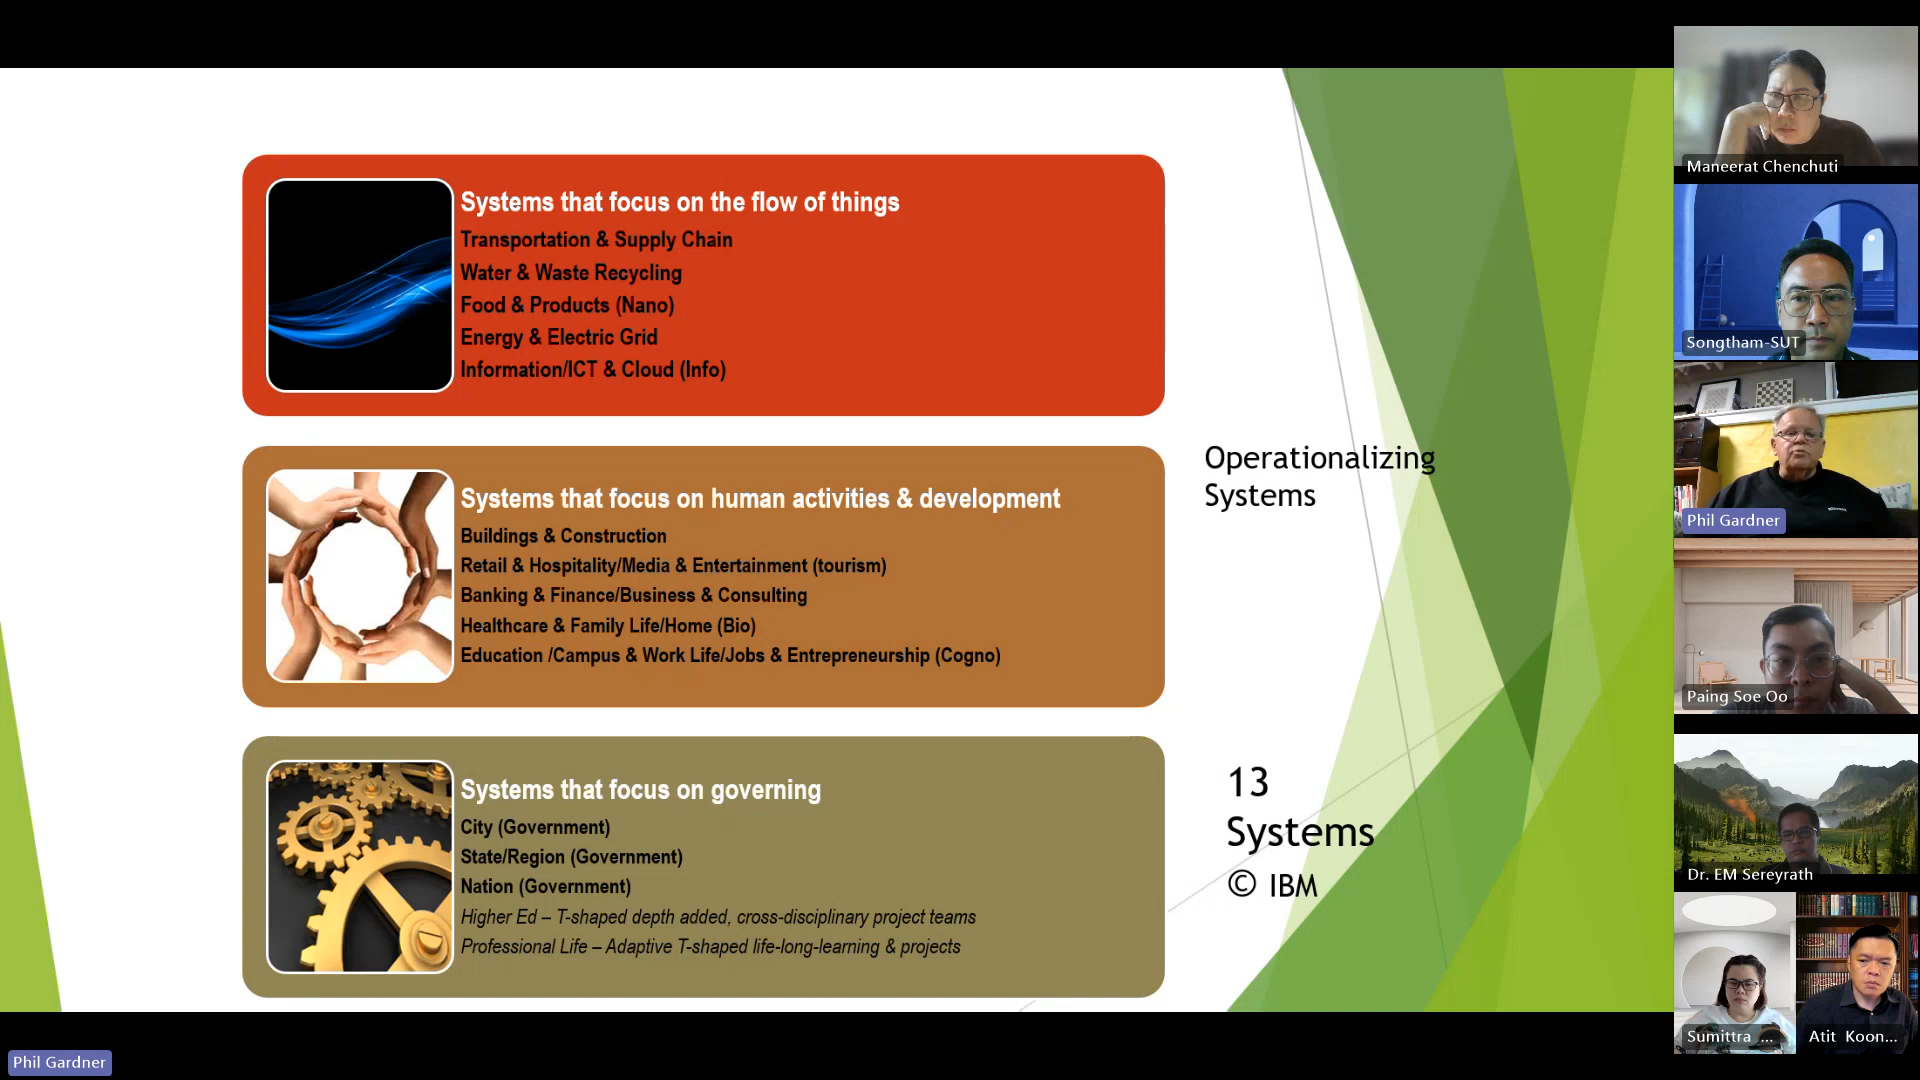 Systems that focus on the flow of things
Transportation & Supply Chain
Water & Waste Recycling
Food & Products (Nano)
Energy & Electric Grid
Information/ICT & Cloud (Info)
Systems that focus on human activities & development
Buildings & Construction
Retail & Hospitality/Media & Entertainment (tourism)
Banking & Finance/Business & Consulting
Healthcare & Family Life/Home (Bio)
Education /Campus & Work Life/Jobs & Entrepreneurship (Cogno)
Systems that focus on governing
City (Government)
State/Region (Government)
Nation (Government)
Higher Ed – T-shaped depth added, cross-disciplinary project teams
Professional Life – Adaptive T-shaped life-long-learning & projects
Operationalizing
Systems
13
Systems
© IBM
Maneerat Chenchuti
Songtham-SUT
Phil Gardner
Paing Soe Oo
Dr. EM Sereyrath
Sumittra ...
Atit Koon...
Phil Gardner